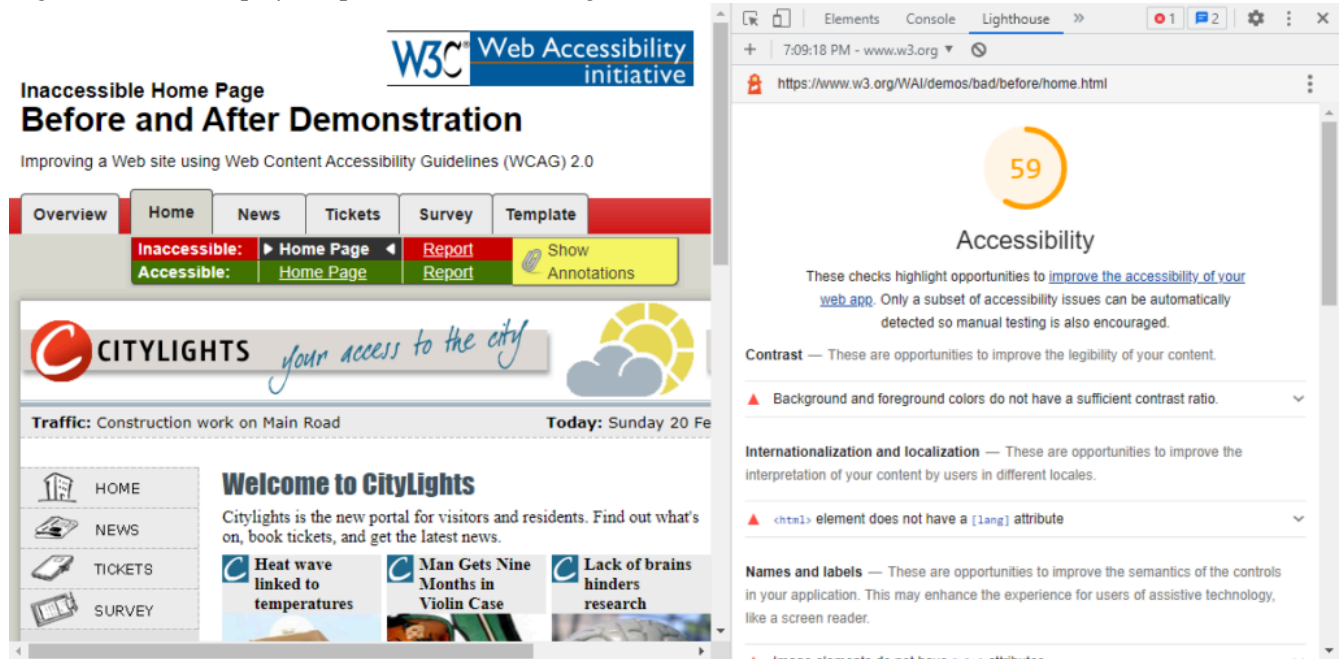 W3C® Web Accessibility
initiative
Inaccessible Home Page
Before and After Demonstration
Improving a Web site using Web Content Accessibility Guidelines (WCAG) 2.0
Overview Home News Tickets Survey Template
Inaccessible: Home Page Report Show
Accessible: Home Page Report Annotations
CITYLIGHTS your access to the city
Traffic: Construction work on Main Road Today: Sunday 20 Fe
HOME
NEWS
TICKETS
SURVEY
Welcome to CityLights
Citylights is the new portal for visitors and residents. Find out what's
on, book tickets, and get the latest news.
Heat wave
linked to
temperatures
Man Gets Nine
Months in
Violin Case
Lack of brains
hinders
research
Elements Console Lighthouse » 1 2
7:09:18 PM - www.w3.org
https://www.w3.org/WAI/demos/bad/before/home.html
59
Accessibility
These checks highlight opportunities to improve the accessibility of your
web app. Only a subset of accessibility issues can be automatically
detected so manual testing is also encouraged.
Contrast — These are opportunities to improve the legibility of your content.
Background and foreground colors do not have a sufficient contrast ratio.
Internationalization and localization — These are opportunities to improve the
interpretation of your content by users in different locales.
<html> element does not have a [lang] attribute
Names and labels — These are opportunities to improve the semantics of the controls
in your application. This may enhance the experience for users of assistive technology,
like a screen reader.